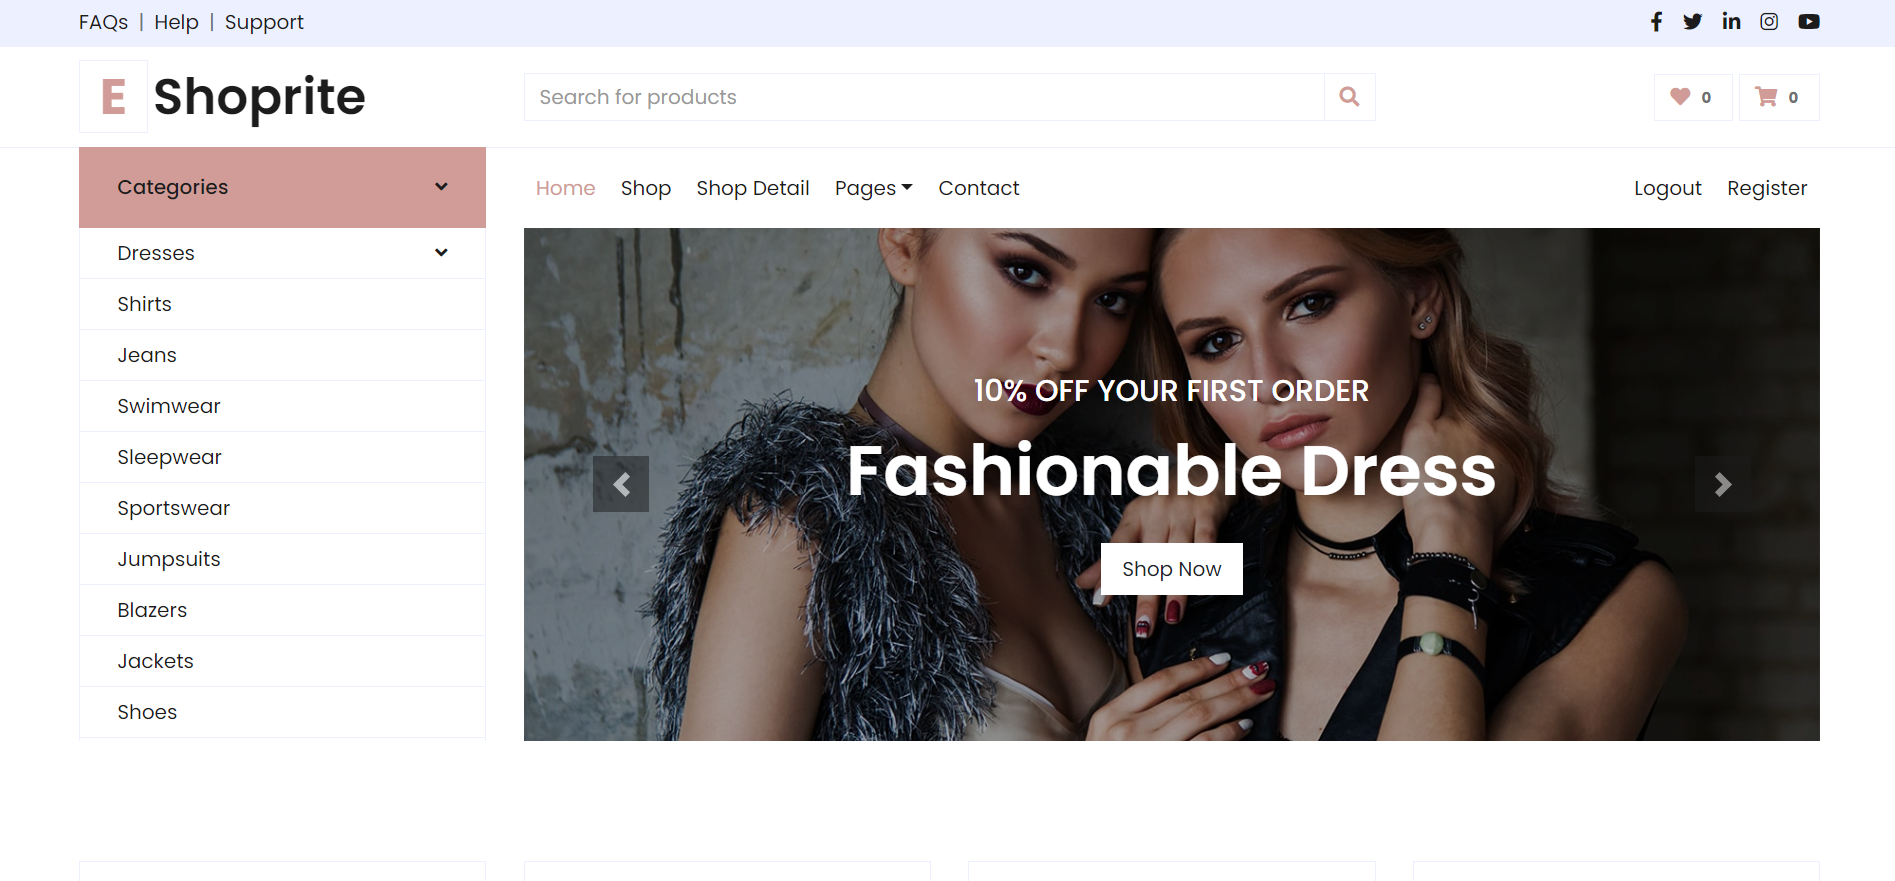 FAQs | Help | Support
E Shoprite
Search for products
0
0
Categories
Home Shop Shop Detail Pages Contact
Logout Register
Dresses
Shirts
Jeans
Swimwear
Sleepwear
Sportswear
Jumpsuits
Blazers
Jackets
Shoes
10% OFF YOUR FIRST ORDER
Fashionable Dress
Shop Now